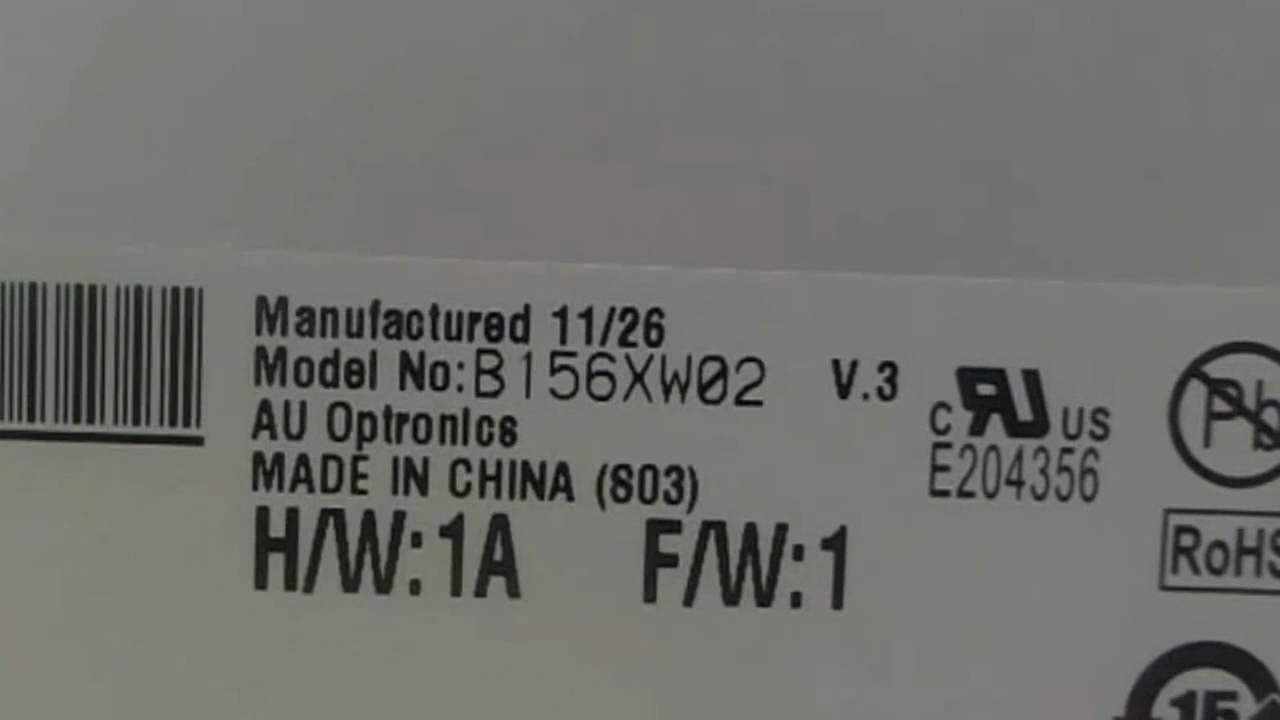 Manufactured 11/26
Model No:B156XW02 V.3
AU Optronics
MADE IN CHINA (S03)
H/W:1A F/W:1
c RU US
E204356
Pb
RoHS
15